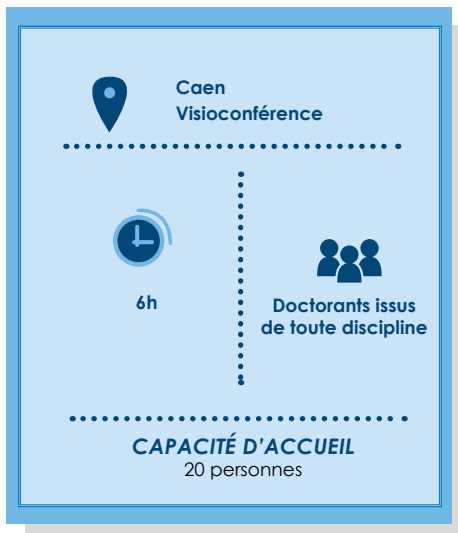 Caen
Visioconférence
6h
Doctorants issus
de toute discipline
CAPACITÉ D'ACCUEIL
20 personnes